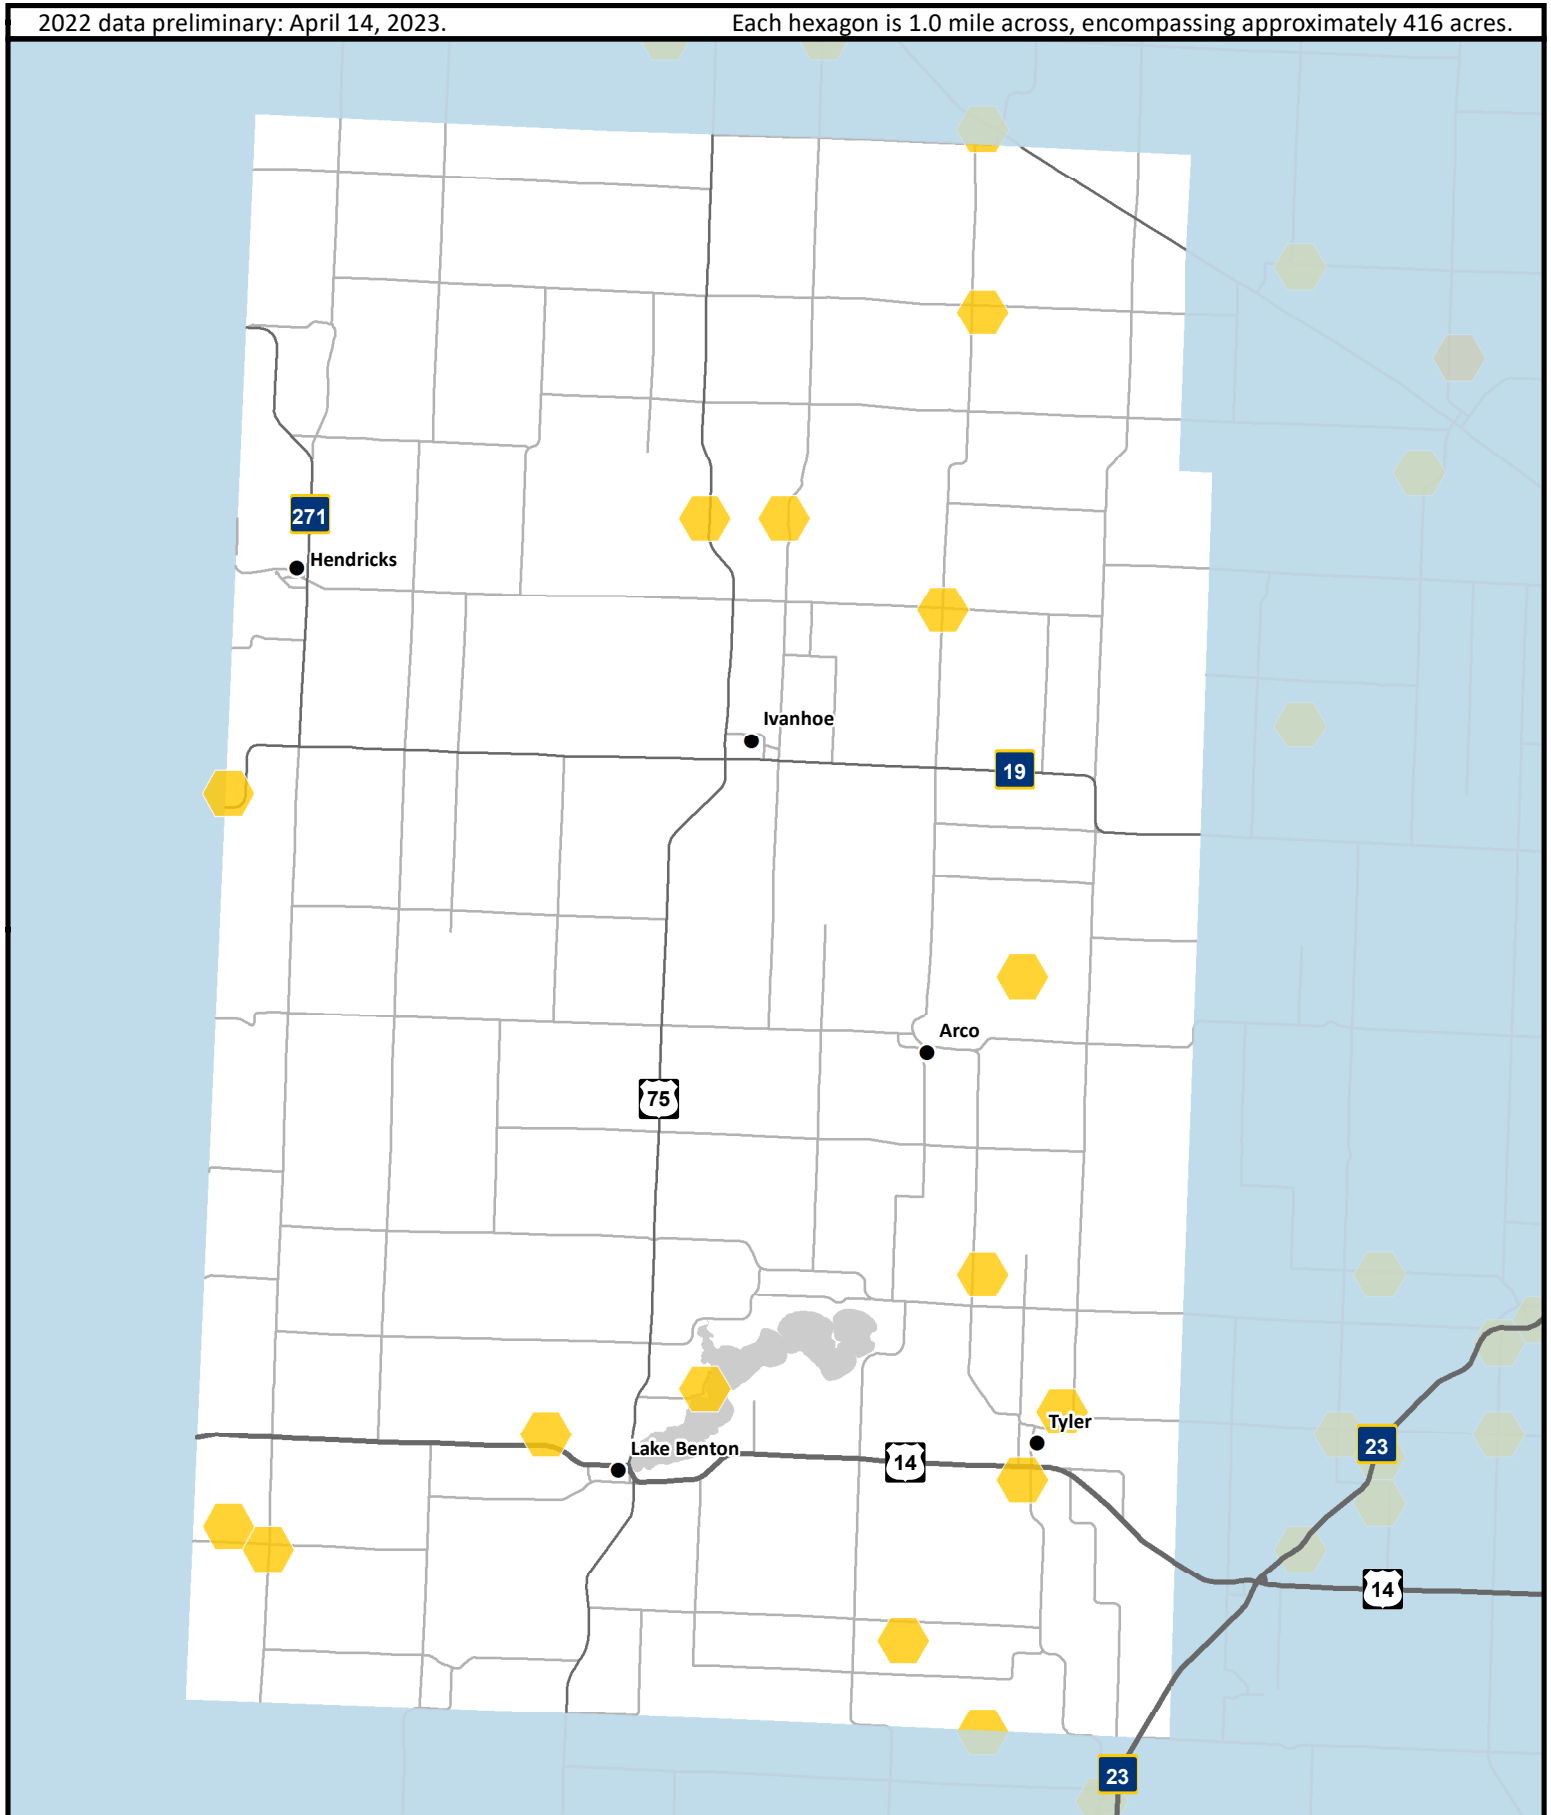 2022 data preliminary: April 14, 2023.
Each hexagon is 1.0 mile across, encompassing approximately 416 acres.
271
Hendricks
Ivanhoe
19
Arco
75
Tyler
23
Lake Benton
14
14
23